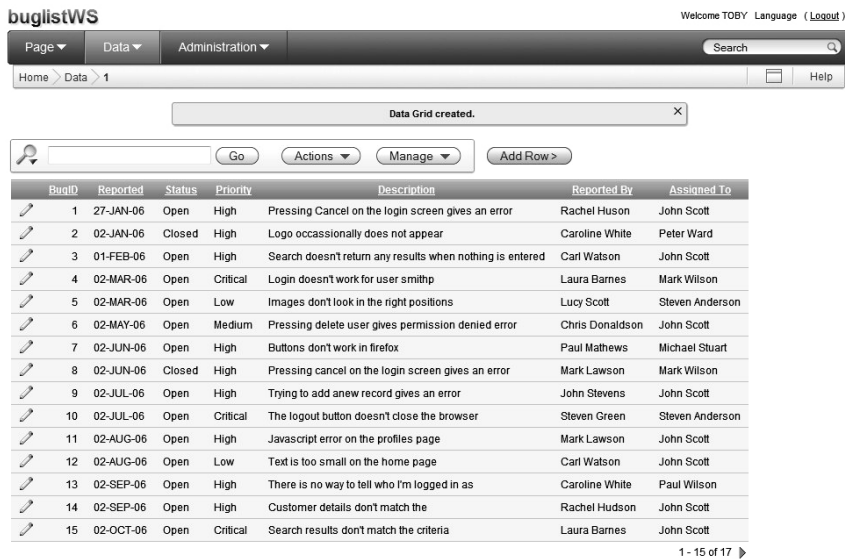 buglistWS
Welcome TOBY Language ( Logout )
Page Data Administration Search
Home Data 1 Help
Data Grid created.
Go Actions Manage Add Row >
BugID Reported Status Priority Description Reported By Assigned To
1 27-JAN-06 Open High Pressing Cancel on the login screen gives an error Rachel Huson John Scott
2 02-JAN-06 Closed High Logo occassionally does not appear Caroline White Peter Ward
3 01-FEB-06 Open High Search doesn't return any results when nothing is entered Carl Watson John Scott
4 02-MAR-06 Open Critical Login doesn't work for user smithp Laura Barnes Mark Wilson
5 02-MAR-06 Open Low Images don't look in the right positions Lucy Scott Steven Anderson
6 02-MAY-06 Open Medium Pressing delete user gives permission denied error Chris Donaldson John Scott
7 02-JUN-06 Open High Buttons don't work in firefox Paul Mathews Michael Stuart
8 02-JUN-06 Closed High Pressing cancel on the login screen gives an error Mark Lawson Mark Wilson
9 02-JUL-06 Open High Trying to add anew record gives an error John Stevens John Scott
10 02-JUL-06 Open Critical The logout button doesn't close the browser Steven Green Steven Anderson
11 02-AUG-06 Open High Javascript error on the profiles page Mark Lawson John Scott
12 02-AUG-06 Open Low Text is too small on the home page Carl Watson John Scott
13 02-SEP-06 Open High There is no way to tell who I'm logged in as Caroline White Paul Wilson
14 02-SEP-06 Open High Customer details don't match the Rachel Hudson John Scott
15 02-OCT-06 Open Critical Search results don't match the criteria Laura Barnes John Scott
1 - 15 of 17